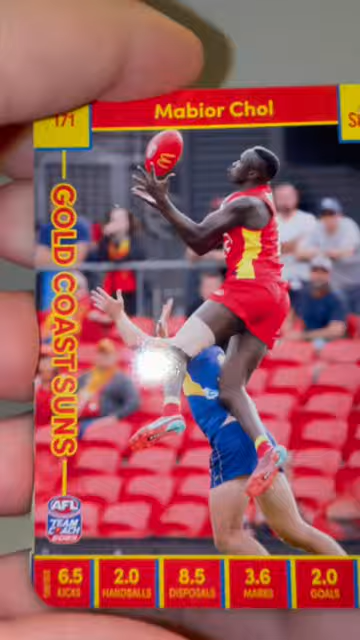 171
Mabior Chol
GOLD COAST SUNS
AFL
TEAM
COACH
6.5
KICKS
2.0
HANDBALLS
8.5
DISPOSALS
3.6
MARKS
2.0
GOALS